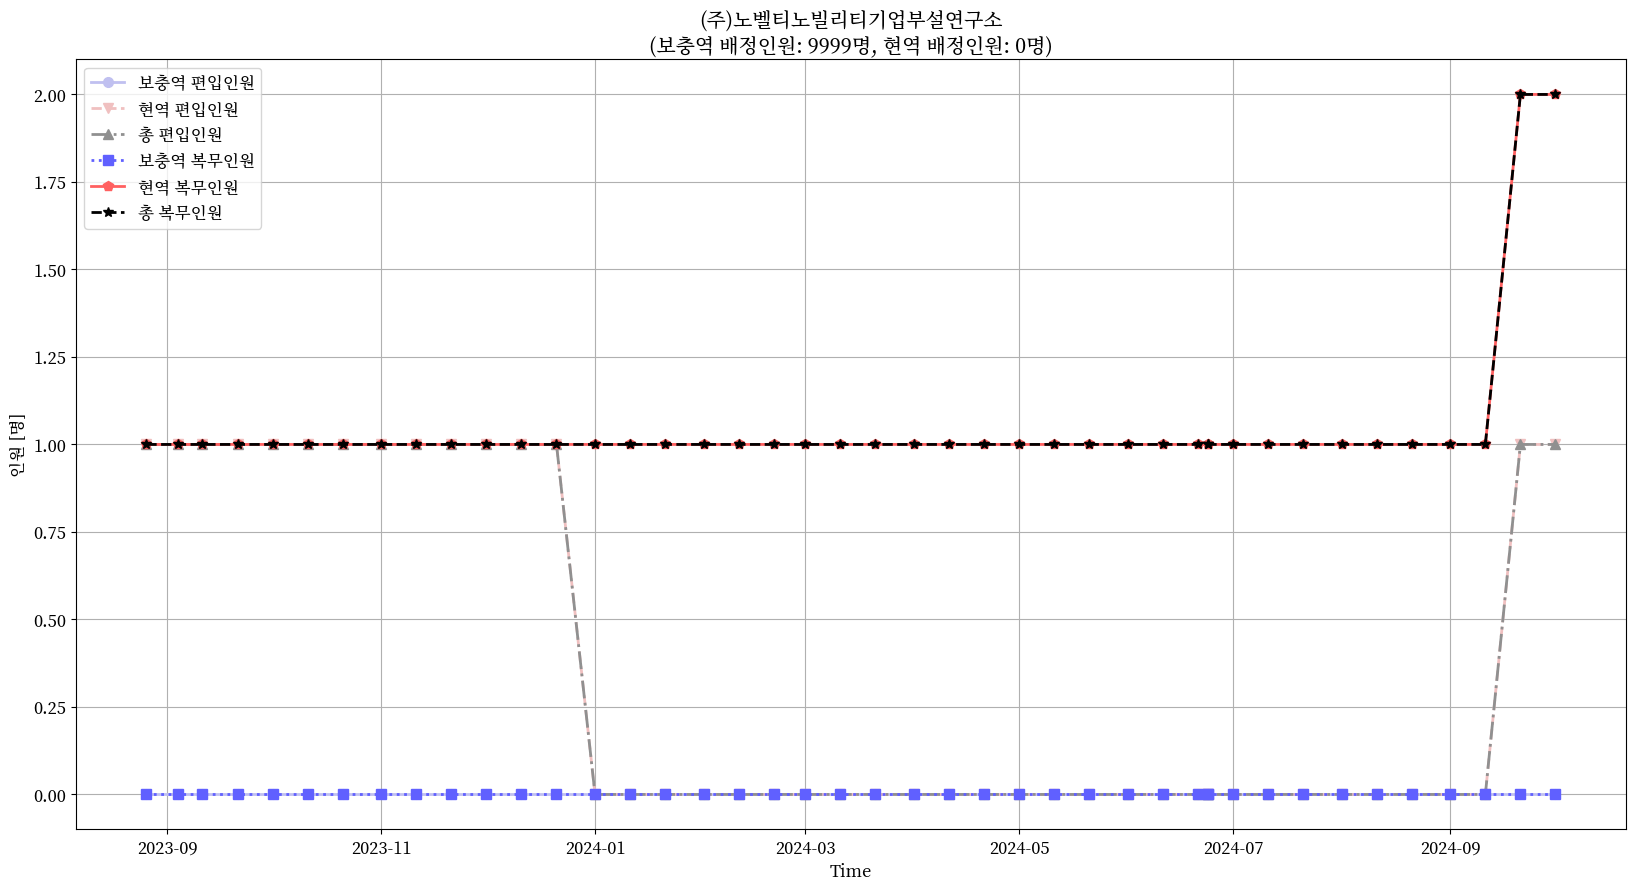 (주)노벨티노빌리티기업부설연구소
(보충역 배정인원: 9999명, 현역 배정인원: 0명)
보충역 편입인원
현역 편입인원
총 편입인원
보충역 복무인원
현역 복무인원
총 복무인원
인원 [명]
2.00
1.75
1.50
1.25
1.00
0.75
0.50
0.25
0.00
2023-09
2023-11
2024-01
2024-03
2024-05
2024-07
2024-09
Time